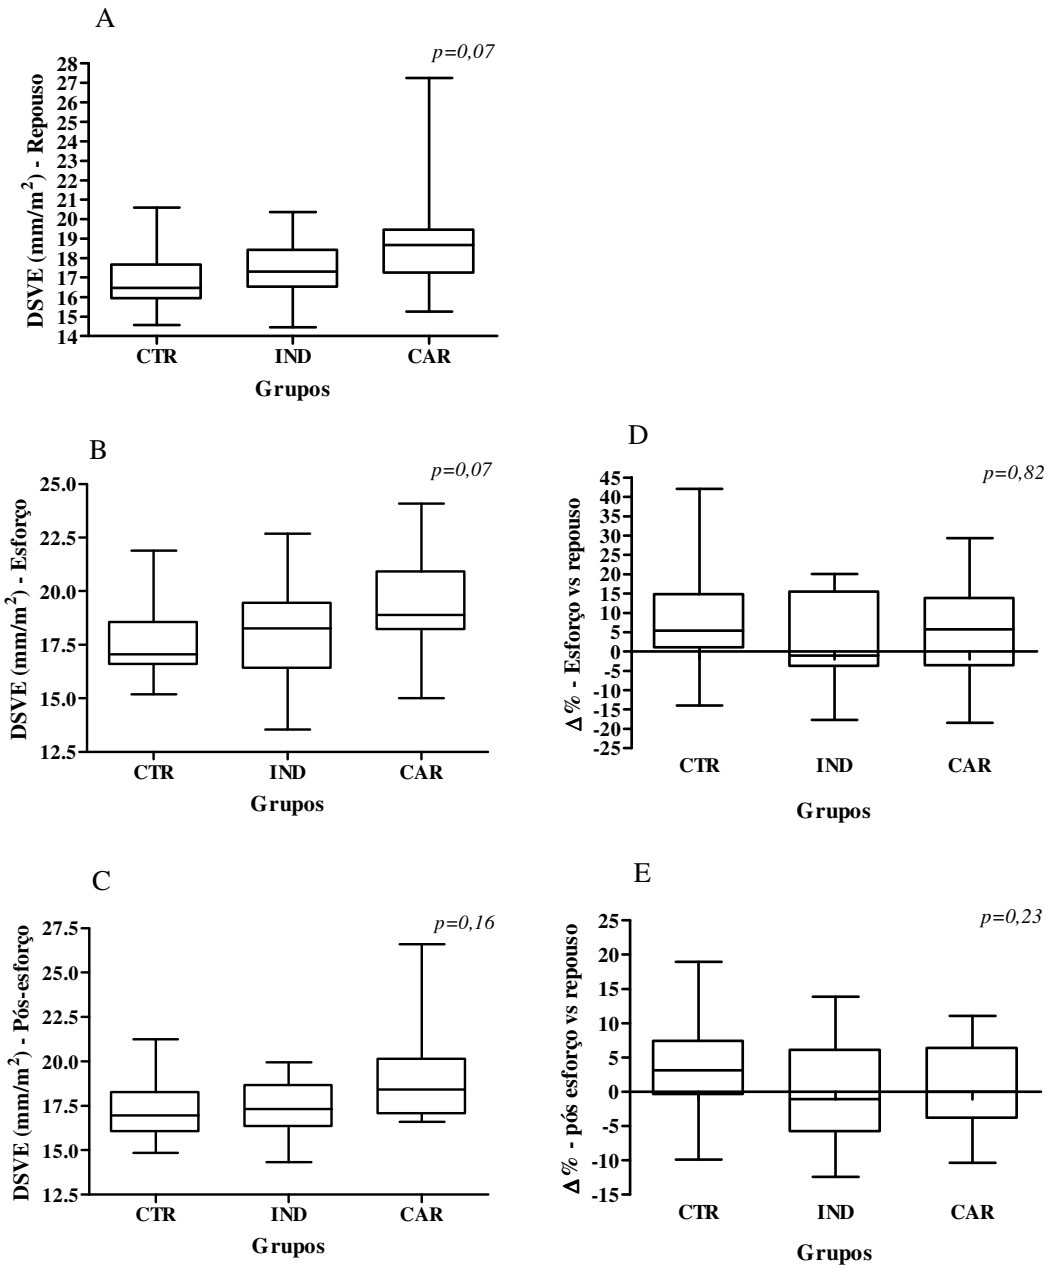 A
p=0,07
DSVE (mm/m²) - Repouso
28
27
26
25
24
23
22
21
20
19
18
17
16
15
14
CTR IND CAR
Grupos
B
p=0,07
DSVE (mm/m²) - Esforço
25.0
22.5
20.0
17.5
15.0
12.5
CTR IND CAR
Grupos
D
p=0,82
Δ% - Esforço vs repouso
45
40
35
30
25
20
15
10
5
0
-5
-10
-15
-20
-25
CTR IND CAR
Grupos
C
p=0,16
DSVE (mm/m²) - Pós-esforço
27.5
25.0
22.5
20.0
17.5
15.0
12.5
CTR IND CAR
Grupos
E
p=0,23
Δ% - pós esforço vs repouso
25
20
15
10
5
0
-5
-10
-15
CTR IND CAR
Grupos